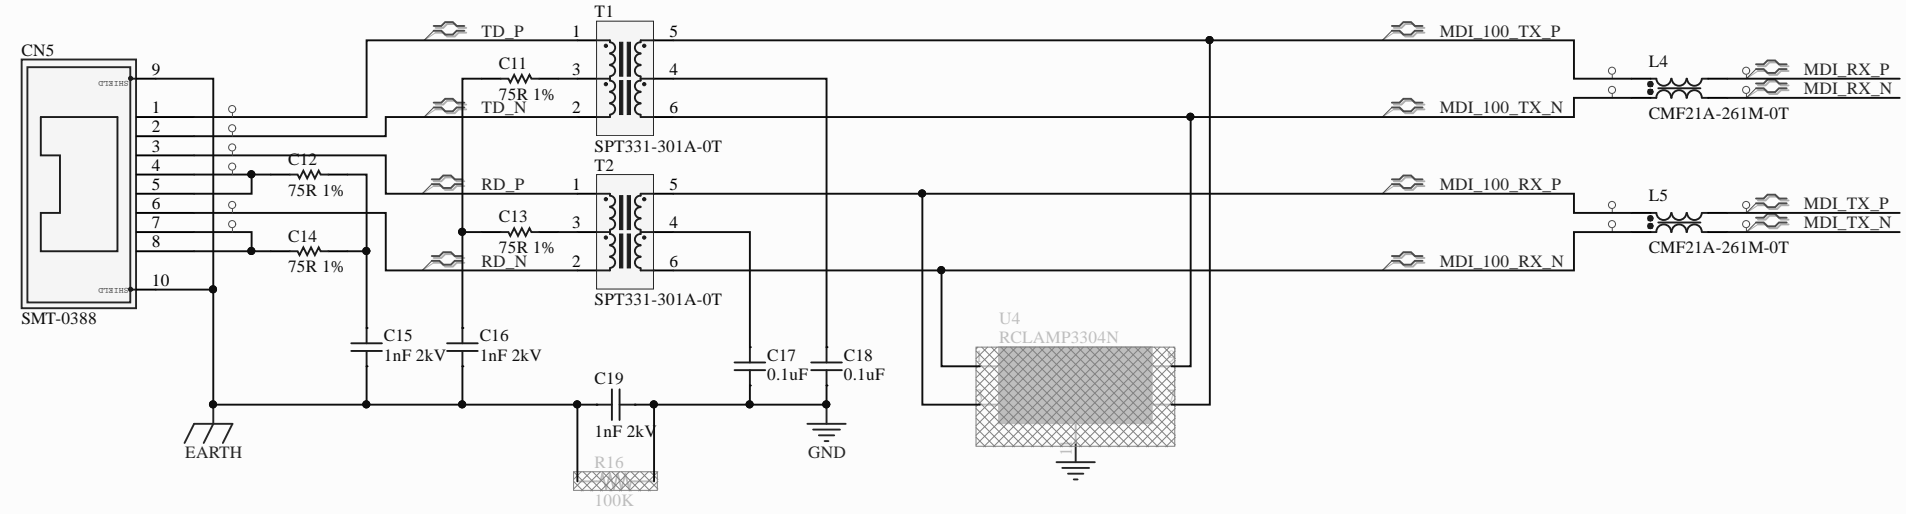 CN5
SHIELD
9
1
2
3
4
5
6
7
8
10
SHIELD
SMT-0388
TD_P
TD_N
RD_P
RD_N
C11
75R 1%
C12
75R 1%
C13
75R 1%
C14
75R 1%
T1
1
3
2
5
4
6
SPT331-301A-0T
T2
1
3
2
5
4
6
SPT331-301A-0T
C15
1nF 2kV
C16
1nF 2kV
C17
0.1uF
C18
0.1uF
C19
1nF 2kV
R16
100K
EARTH
GND
U4
RCLAMP3304N
MDI_100_TX_P
MDI_100_TX_N
MDI_100_RX_P
MDI_100_RX_N
L4
CMF21A-261M-0T
MDI_RX_P
MDI_RX_N
L5
CMF21A-261M-0T
MDI_TX_P
MDI_TX_N